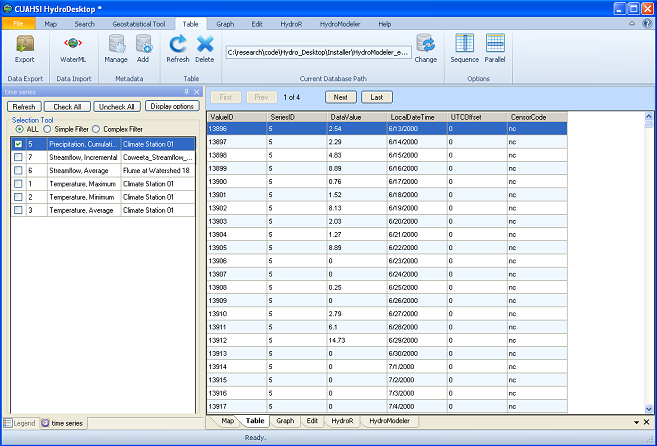 CUAHSI HydroDesktop *
File Map Search Geostatistical Tool Table Graph Edit HydroR HydroModeler Help
Export WaterML Manage Add Refresh Delete C:\research\code\Hydro_Desktop\Installer\HydroModeler_e... Change Sequence Parallel
Data Export Data Import Metadata Table Current Database Path Options
time series
Refresh Check All Uncheck All Display options
Selection Tool
ALL Simple Filter Complex Filter
5 Precipitation, Cumulati... Climate Station 01
7 Streamflow, Incremental Coweeta_Streamflow_...
6 Streamflow, Average Flume at Watershed 18
1 Temperature, Maximum Climate Station 01
2 Temperature, Minimum Climate Station 01
3 Temperature, Average Climate Station 01
Legend time series
First Prev 1 of 4 Next Last
ValueID SeriesID DataValue LocalDateTime UTCOffset CensorCode
13896 5 2.54 6/13/2000 0 nc
13897 5 2.29 6/14/2000 0 nc
13898 5 4.83 6/15/2000 0 nc
13899 5 8.89 6/16/2000 0 nc
13900 5 0.76 6/17/2000 0 nc
13901 5 1.52 6/18/2000 0 nc
13902 5 8.13 6/19/2000 0 nc
13903 5 2.03 6/20/2000 0 nc
13904 5 1.27 6/21/2000 0 nc
13905 5 8.89 6/22/2000 0 nc
13906 5 0 6/23/2000 0 nc
13907 5 0 6/24/2000 0 nc
13908 5 0.25 6/25/2000 0 nc
13909 5 0 6/26/2000 0 nc
13910 5 2.79 6/27/2000 0 nc
13911 5 6.1 6/28/2000 0 nc
13912 5 14.73 6/29/2000 0 nc
13913 5 0 6/30/2000 0 nc
13914 5 0 7/1/2000 0 nc
13915 5 0 7/2/2000 0 nc
13916 5 0 7/3/2000 0 nc
13917 5 0 7/4/2000 0 nc
Map Table Graph Edit HydroR HydroModeler
Ready.